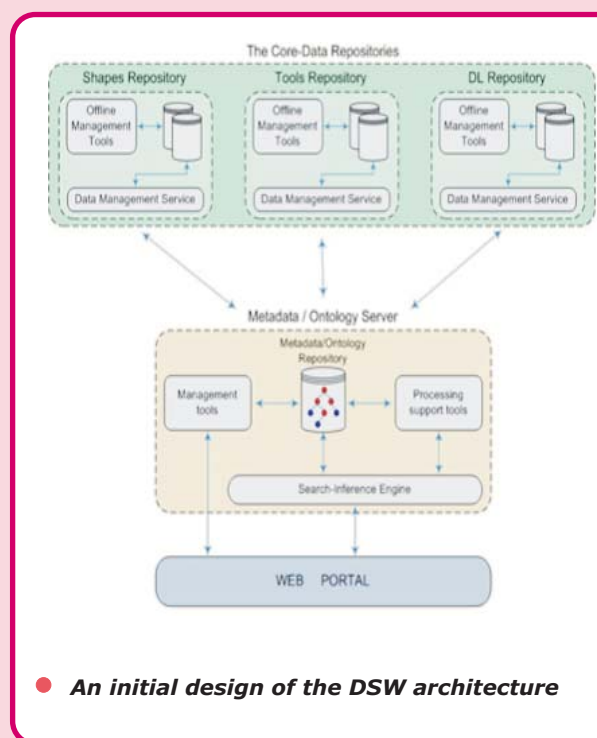 The Core-Data Repositories
Shapes Repository
Tools Repository
DL Repository
Offline
Management
Tools
Offline
Management
Tools
Offline
Management
Tools
Data Management Service
Data Management Service
Data Management Service
Metadata / Ontology Server
Metadata/Ontology
Repository
Management
tools
Processing
support tools
Search-Inference Engine
WEB PORTAL
An initial design of the DSW architecture